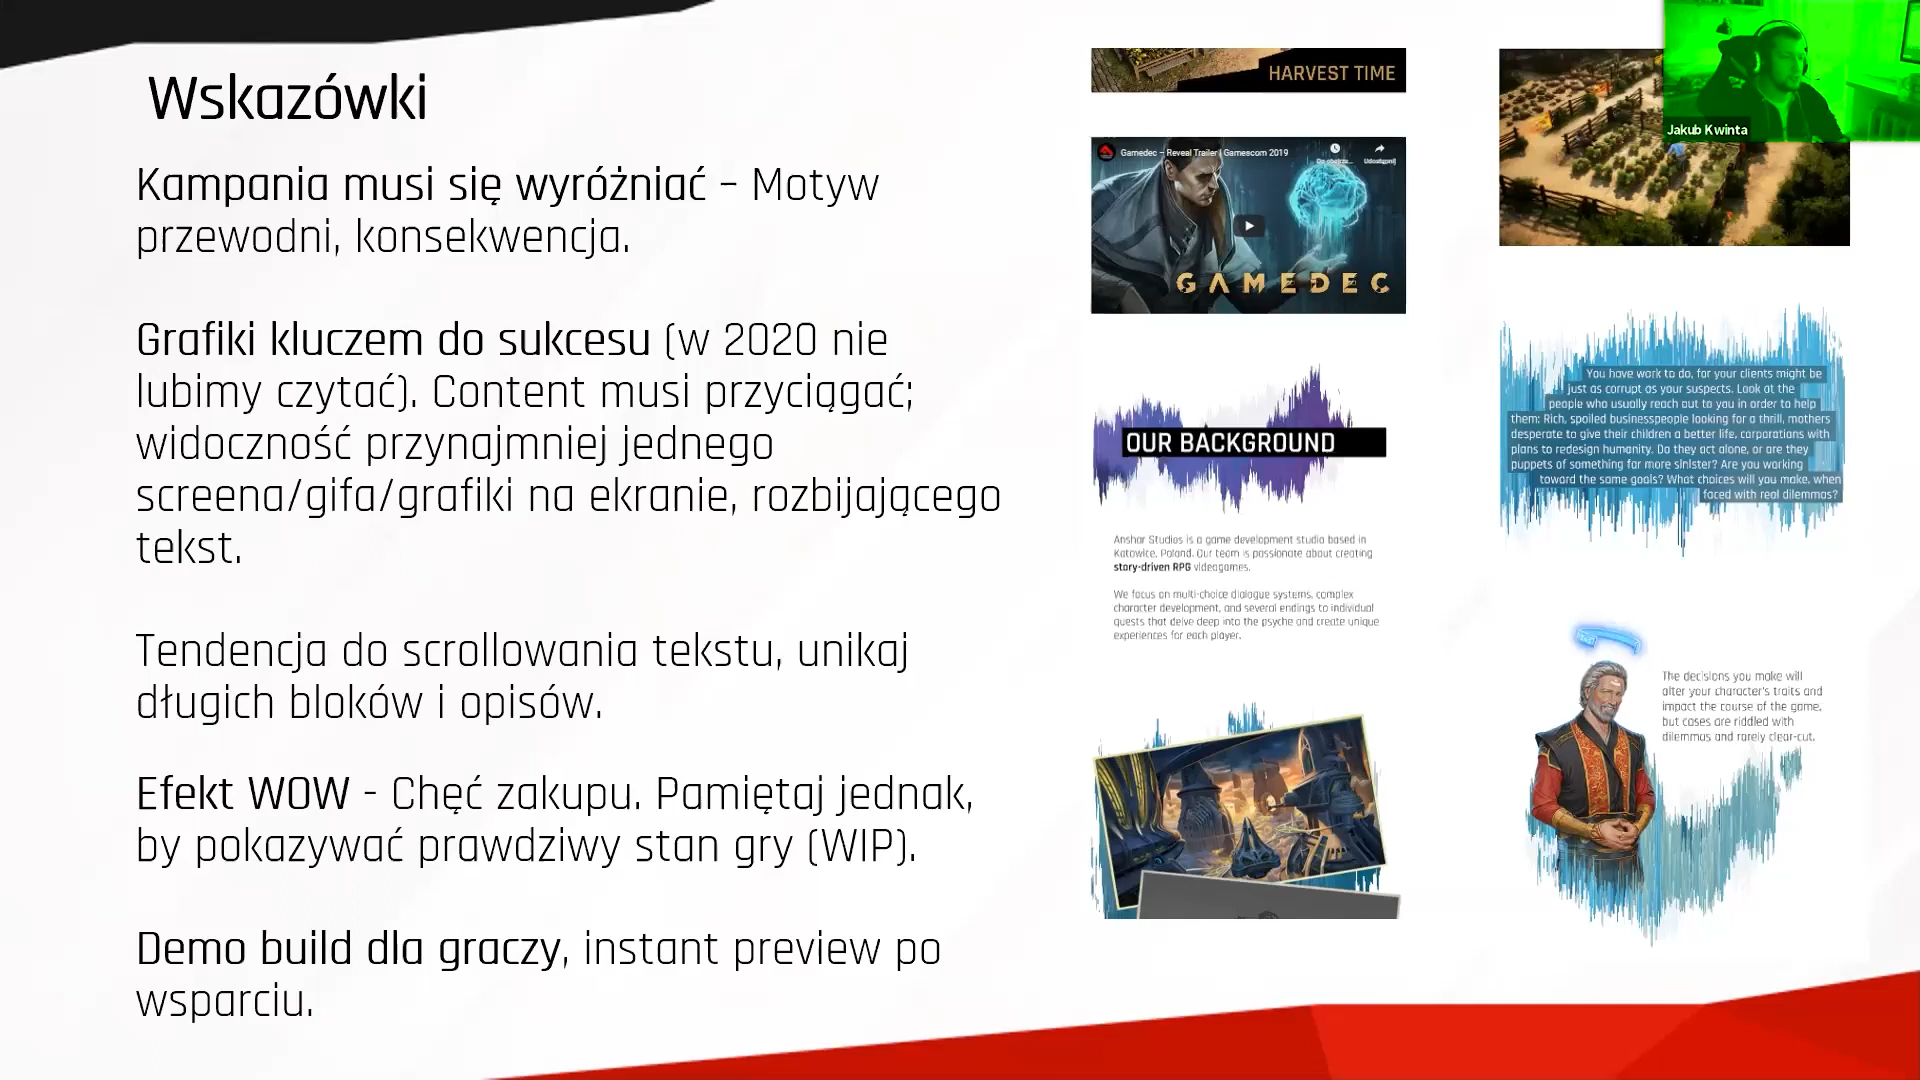 Wskazówki
Kampania musi się wyróżniać – Motyw
przewodni, konsekwencja.
Grafiki kluczem do sukcesu (w 2020 nie
lubimy czytać). Content musi przyciągać;
widoczność przynajmniej jednego
screena/gifa/grafiki na ekranie, rozbijającego
tekst.
Tendencja do scrollowania tekstu, unikaj
długich bloków i opisów.
Efekt WOW - Chęć zakupu. Pamiętaj jednak,
by pokazywać prawdziwy stan gry (WIP).
Demo build dla graczy, instant preview po
wsparciu.
HARVEST TIME
Gamedec – Reveal Trailer | Gamescom 2019
Do obejrz...
Udostępnij
GAMEDEC
OUR BACKGROUND
Anshar Studios is a game development studio based in
Katowice, Poland. Our team is passionate about creating
story-driven RPG videogames.
We focus on multi-choice dialogue systems, complex
character development, and several endings to individual
quests that delve deep into the psyche and create unique
experiences for each player.
Jakub Kwinta
You have work to do, for your clients might be
just as corrupt as your suspects. Look at the
people who usually reach out to you in order to help
them: Rich, spoiled businesspeople looking for a thrill, mothers
desperate to give their children a better life, corporations with
plans to redesign humanity. Do they act alone, or are they
puppets of something far more sinister? Are you working
toward the same goals? What choices will you make, when
faced with real dilemmas?
The decisions you make will
alter your character's traits and
impact the course of the game,
but cases are riddled with
dilemmas and rarely clear-cut.